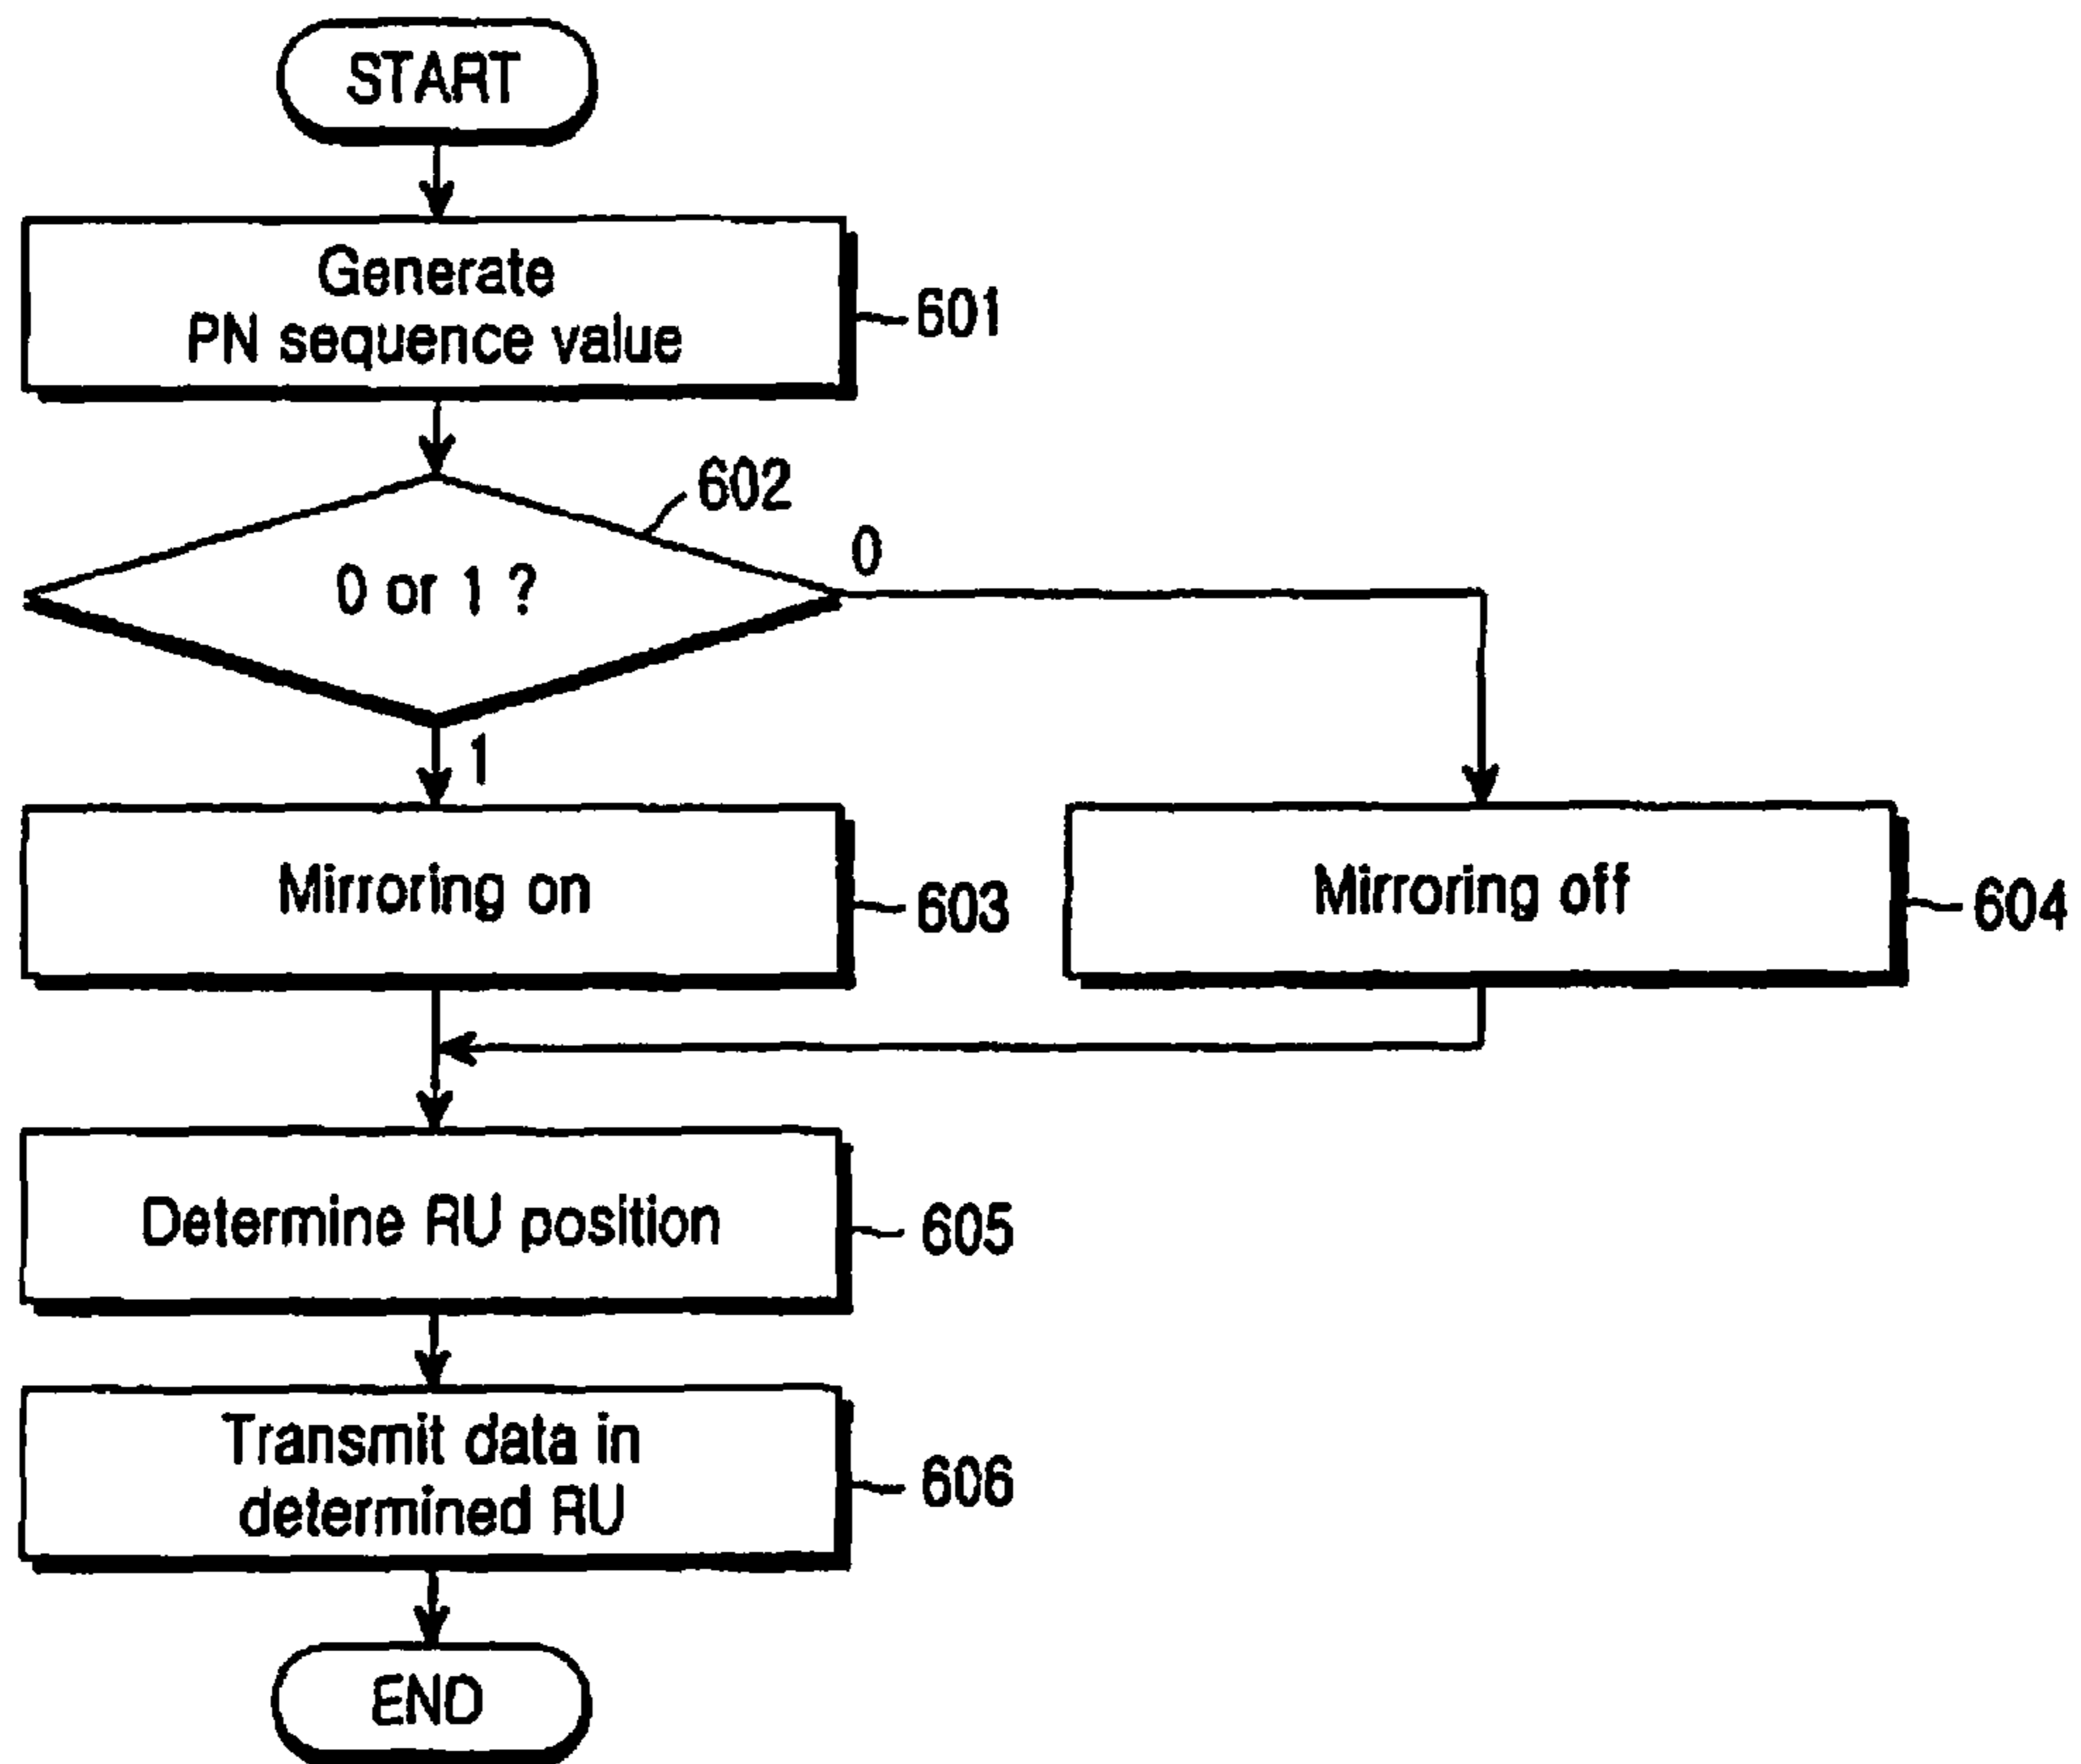 START
Generate
PN sequence value
601
602
0 or 1 ?
0
1
Mirroring on
603
Mirroring off
604
Determine RU position
605
Transmit data in
determined RU
606
END